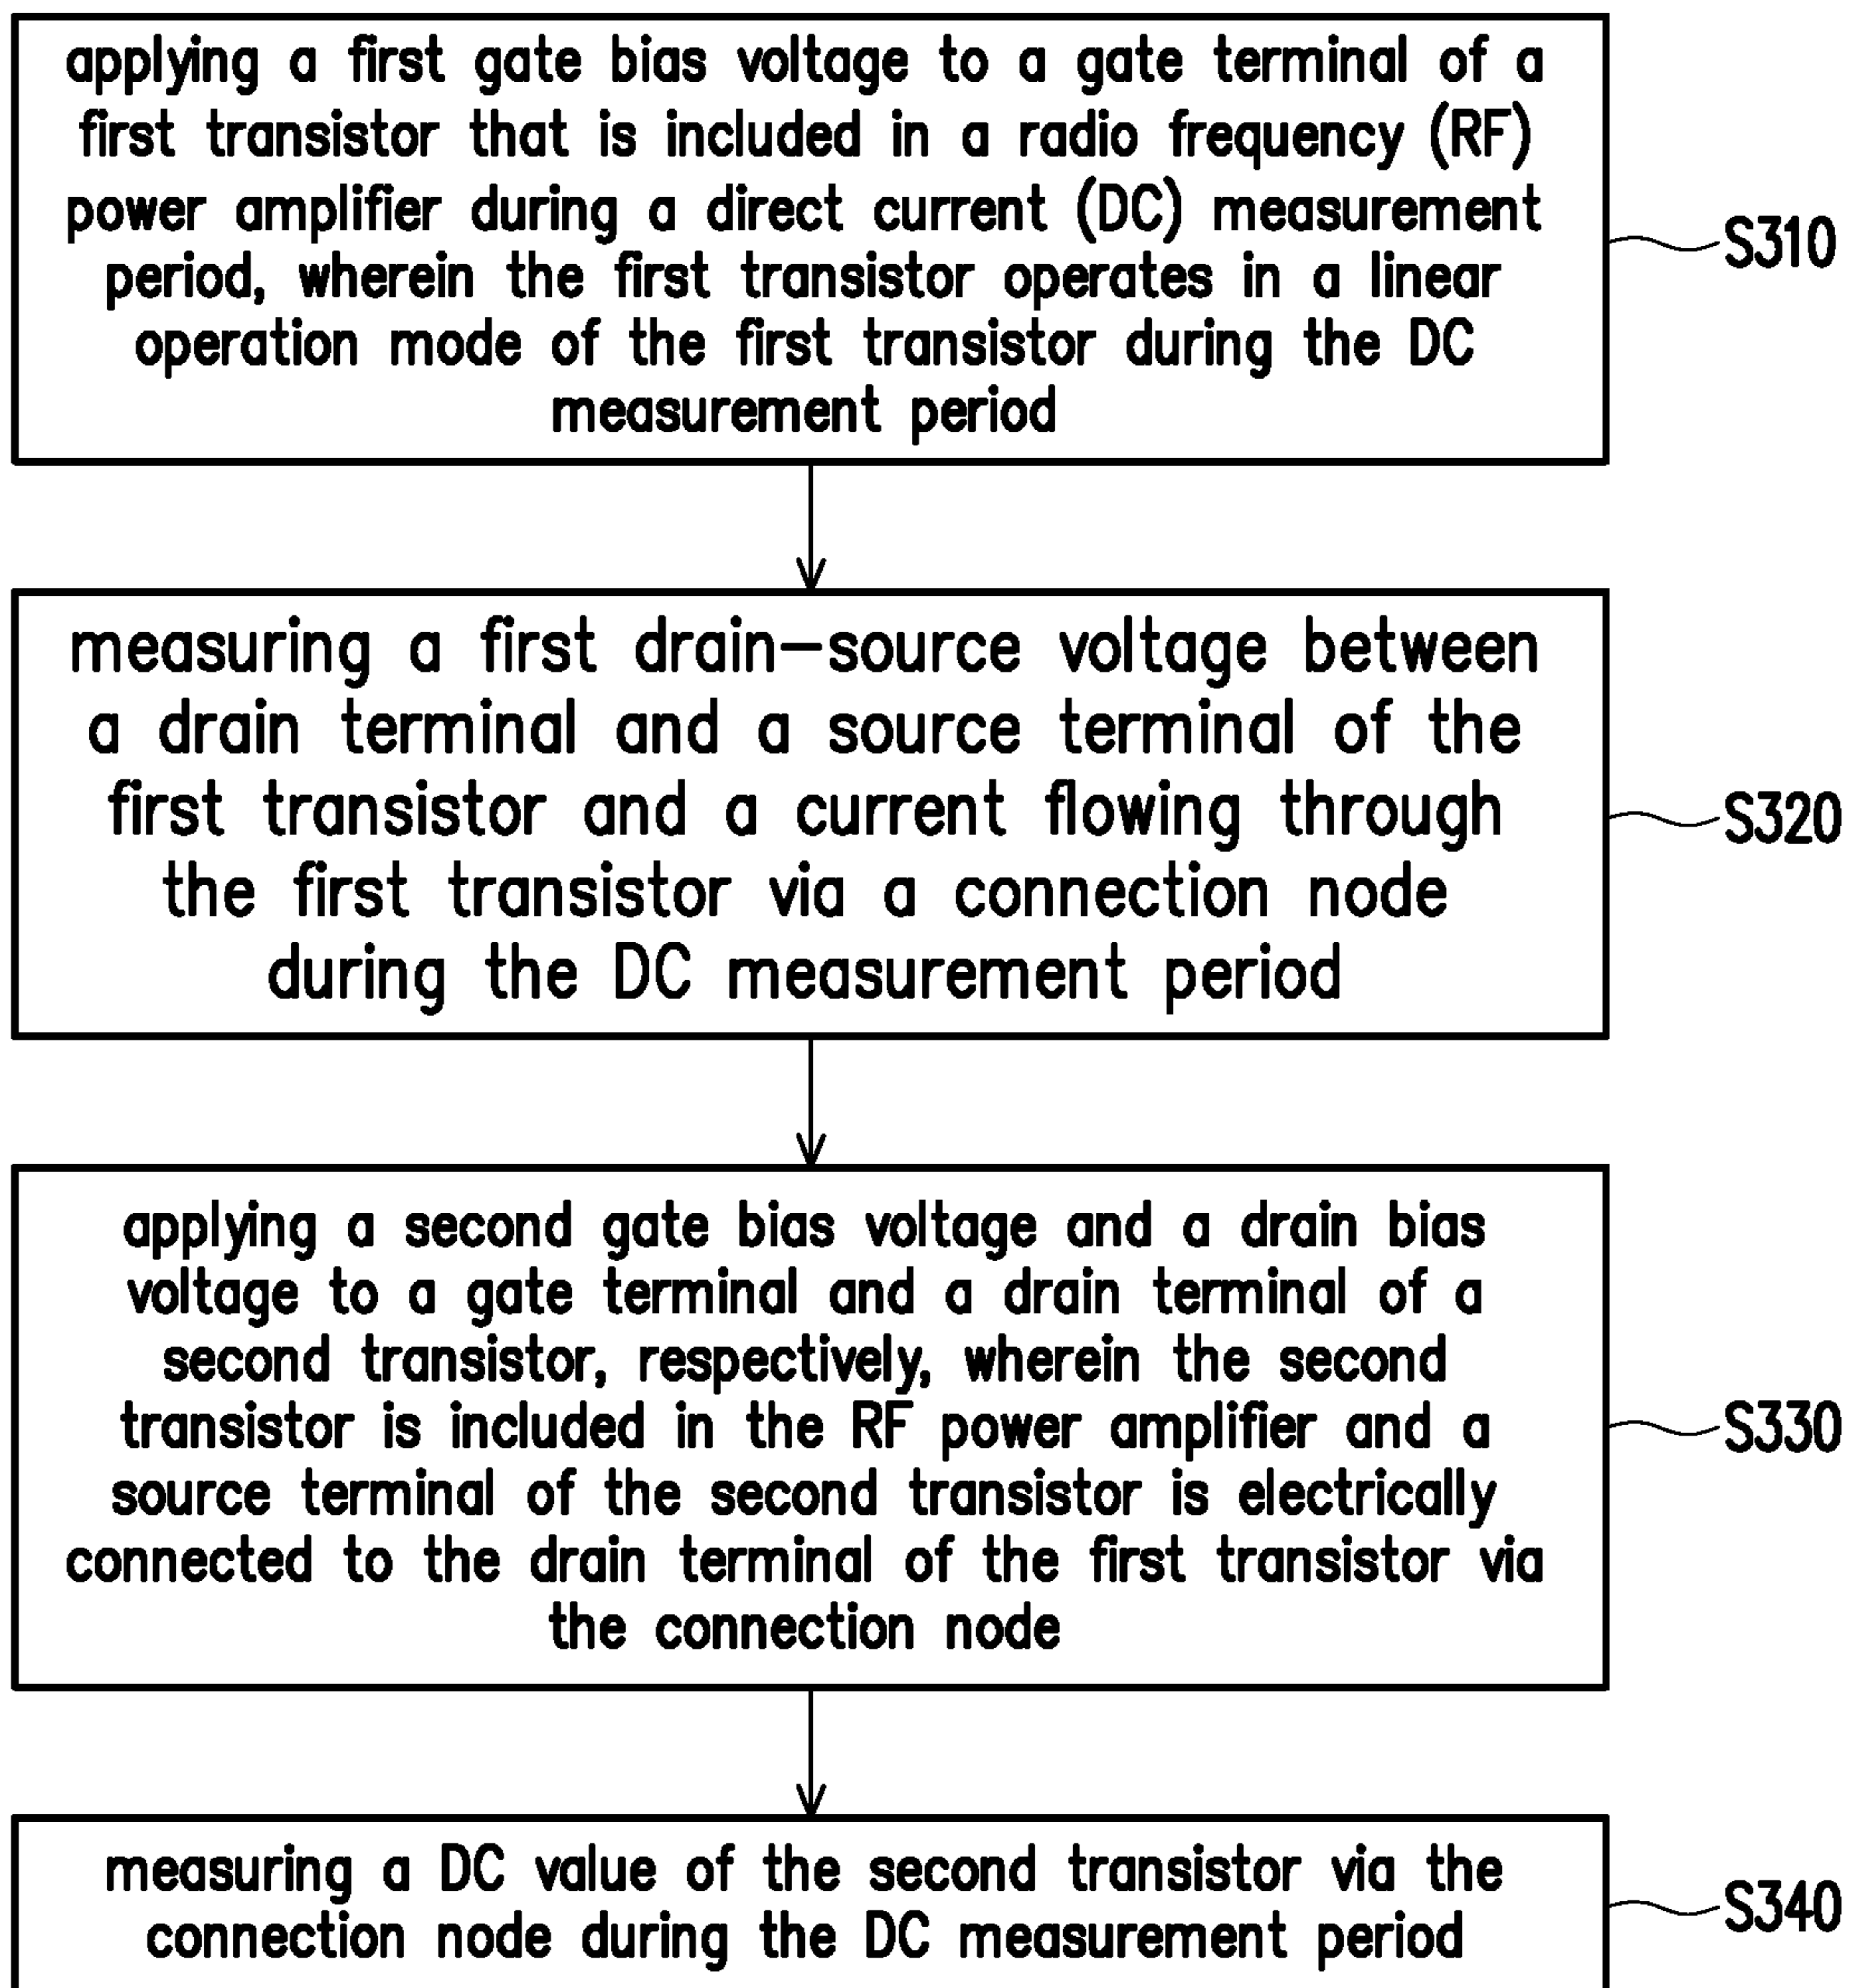 applying a first gate bias voltage to a gate terminal of a
first transistor that is included in a radio frequency (RF)
power amplifier during a direct current (DC) measurement
period, wherein the first transistor operates in a linear
operation mode of the first transistor during the DC
measurement period
S310
measuring a first drain-source voltage between
a drain terminal and a source terminal of the
first transistor and a current flowing through
the first transistor via a connection node
during the DC measurement period
S320
applying a second gate bias voltage and a drain bias
voltage to a gate terminal and a drain terminal of a
second transistor, respectively, wherein the second
transistor is included in the RF power amplifier and a
source terminal of the second transistor is electrically
connected to the drain terminal of the first transistor via
the connection node
S330
measuring a DC value of the second transistor via the
connection node during the DC measurement period
S340